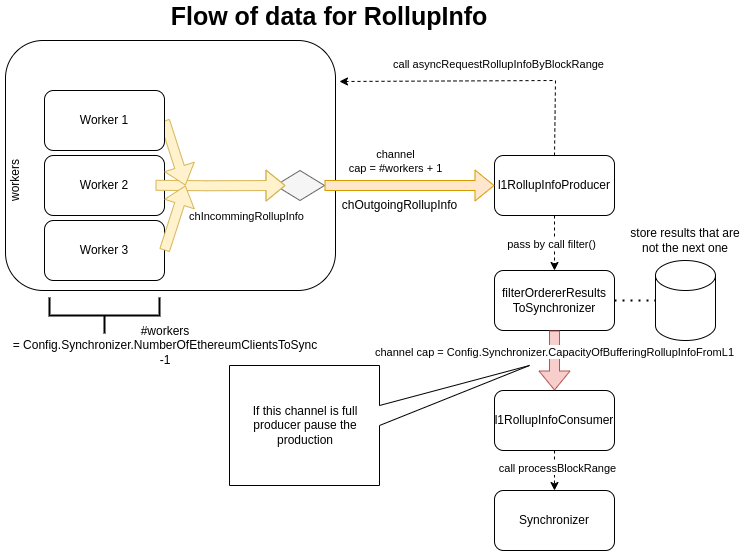 Flow of data for RollupInfo
call asyncRequestRollupInfoByBlockRange
workers
Worker 1
Worker 2
Worker 3
chIncommingRollupInfo
channel
cap = #workers + 1
chOutgoingRollupInfo
l1RollupInfoProducer
pass by call filter()
store results that are
not the next one
filterOrdererResults
ToSynchronizer
#workers
= Config.Synchronizer.NumberOfEthereumClientsToSync
-1
channel cap = Config.Synchronizer.CapacityOfBufferingRollupInfoFromL1
If this channel is full
producer pause the
production
l1RollupInfoConsumer
call processBlockRange
Synchronizer